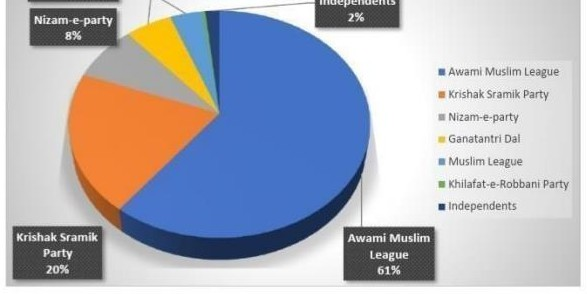 Independents
2%
Nizam-e-party
8%
Awami Muslim League
Krishak Sramik Party
Nizam-e-party
Ganatantri Dal
Muslim League
Khilafat-e-Robbani Party
Independents
Krishak Sramik
Party
20%
Awami Muslim
League
61%